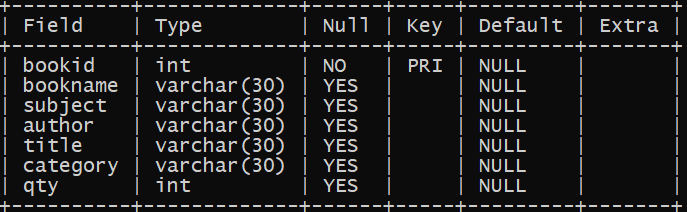 +----------+-------------+------+-----+---------+-------+
| Field    | Type        | Null | Key | Default | Extra |
+----------+-------------+------+-----+---------+-------+
| bookid   | int         | NO   | PRI | NULL    |       |
| bookname | varchar(30) | YES  |     | NULL    |       |
| subject  | varchar(30) | YES  |     | NULL    |       |
| author   | varchar(30) | YES  |     | NULL    |       |
| title    | varchar(30) | YES  |     | NULL    |       |
| category | varchar(30) | YES  |     | NULL    |       |
| qty      | int         | YES  |     | NULL    |       |
+----------+-------------+------+-----+---------+-------+